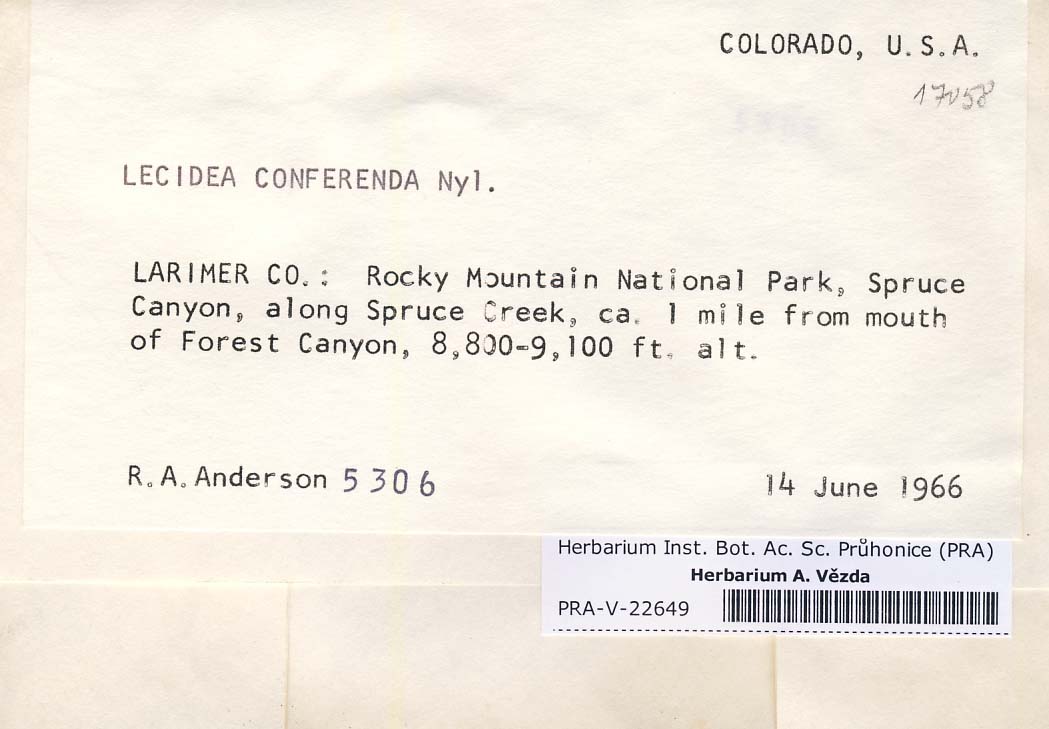 COLORADO, U.S.A.
17058
LECIDEA CONFERENDA Nyl.
LARIMER CO.: Rocky Mountain National Park, Spruce
Canyon, along Spruce Creek, ca. 1 mile from mouth
of Forest Canyon, 8,800-9,100 ft. alt.
R.A.Anderson 5306
14 June 1966
Herbarium Inst. Bot. Ac. Sc. Průhonice (PRA)
Herbarium A. Vězda
PRA-V-22649